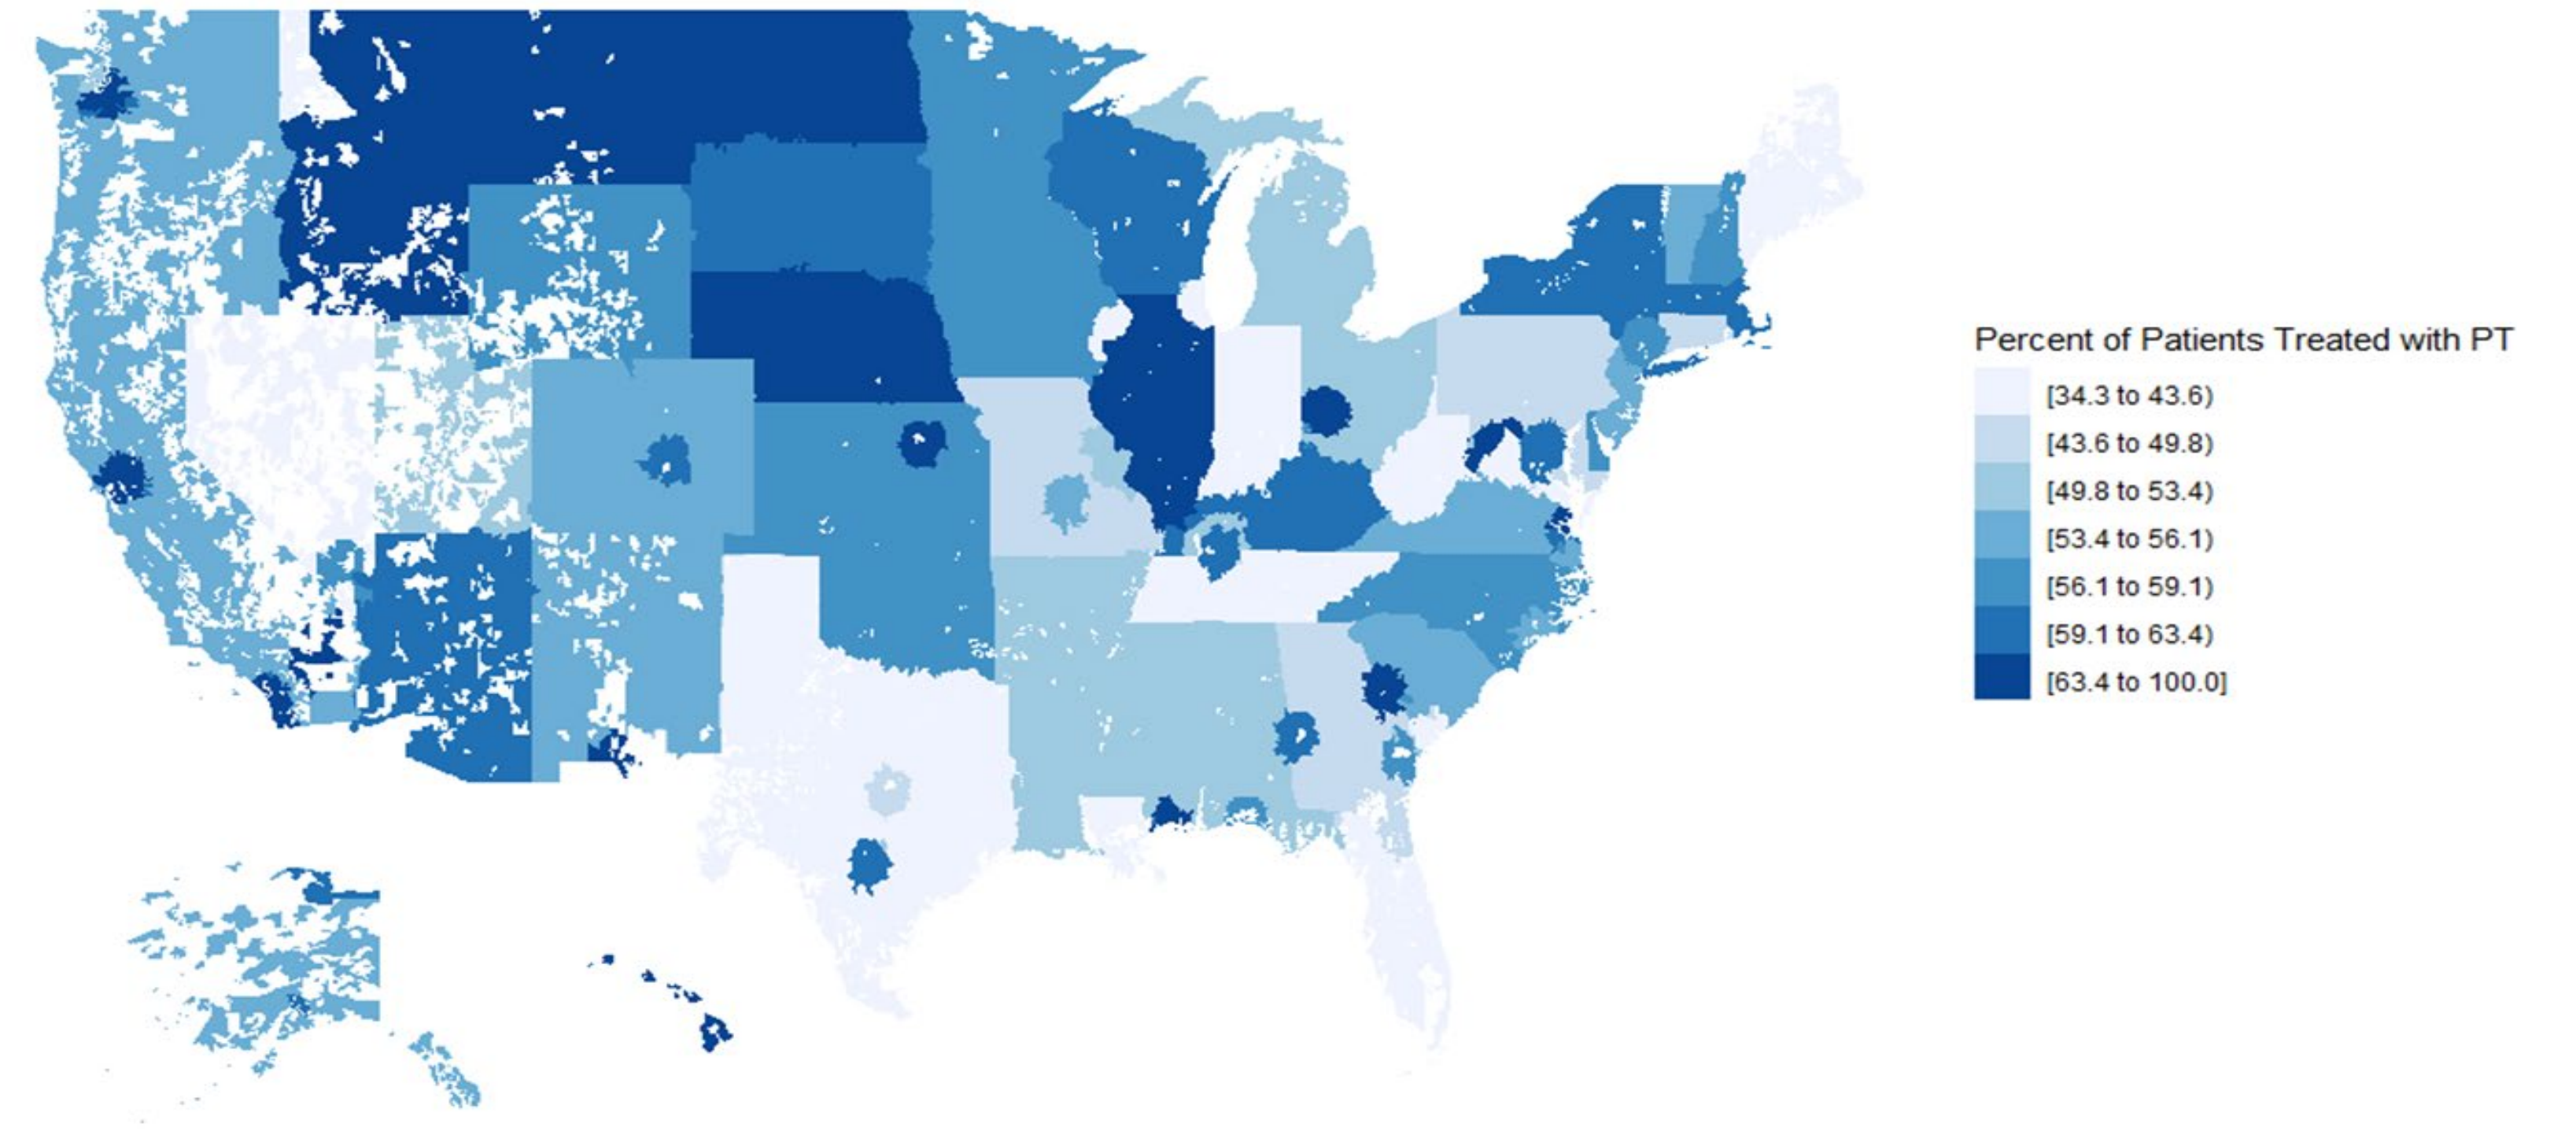 Percent of Patients Treated with PT
[34.3 to 43.6)
[43.6 to 49.8)
[49.8 to 53.4)
[53.4 to 56.1)
[56.1 to 59.1)
[59.1 to 63.4)
[63.4 to 100.0]